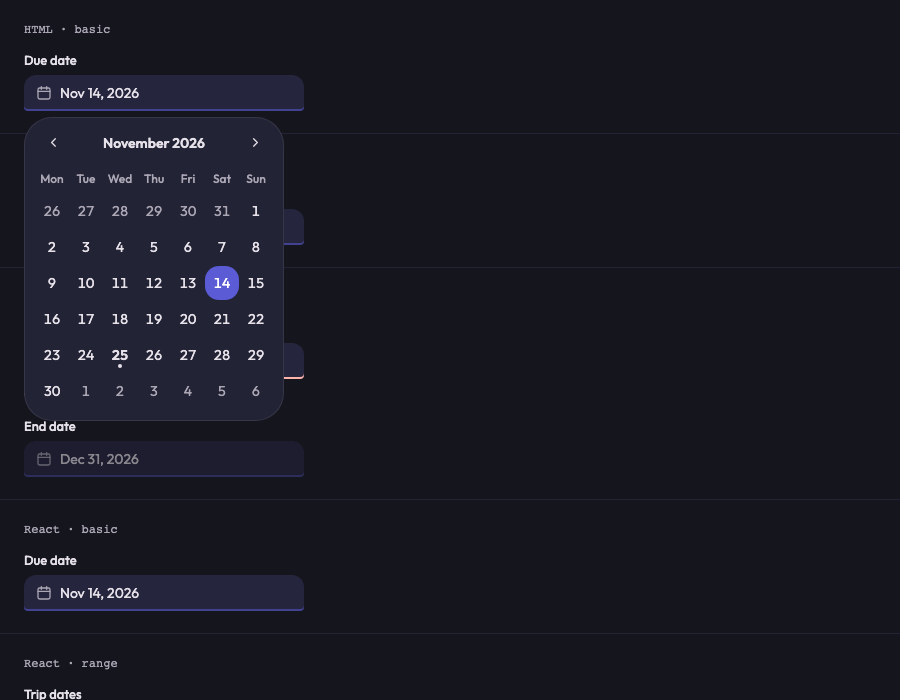 HTML • basic
Due date
Nov 14, 2026
November 2026
Mon Tue Wed Thu Fri Sat Sun
26 27 28 29 30 31 1
2 3 4 5 6 7 8
9 10 11 12 13 14 15
16 17 18 19 20 21 22
23 24 25 26 27 28 29
30 1 2 3 4 5 6
End date
Dec 31, 2026
React • basic
Due date
Nov 14, 2026
React • range
Trip dates